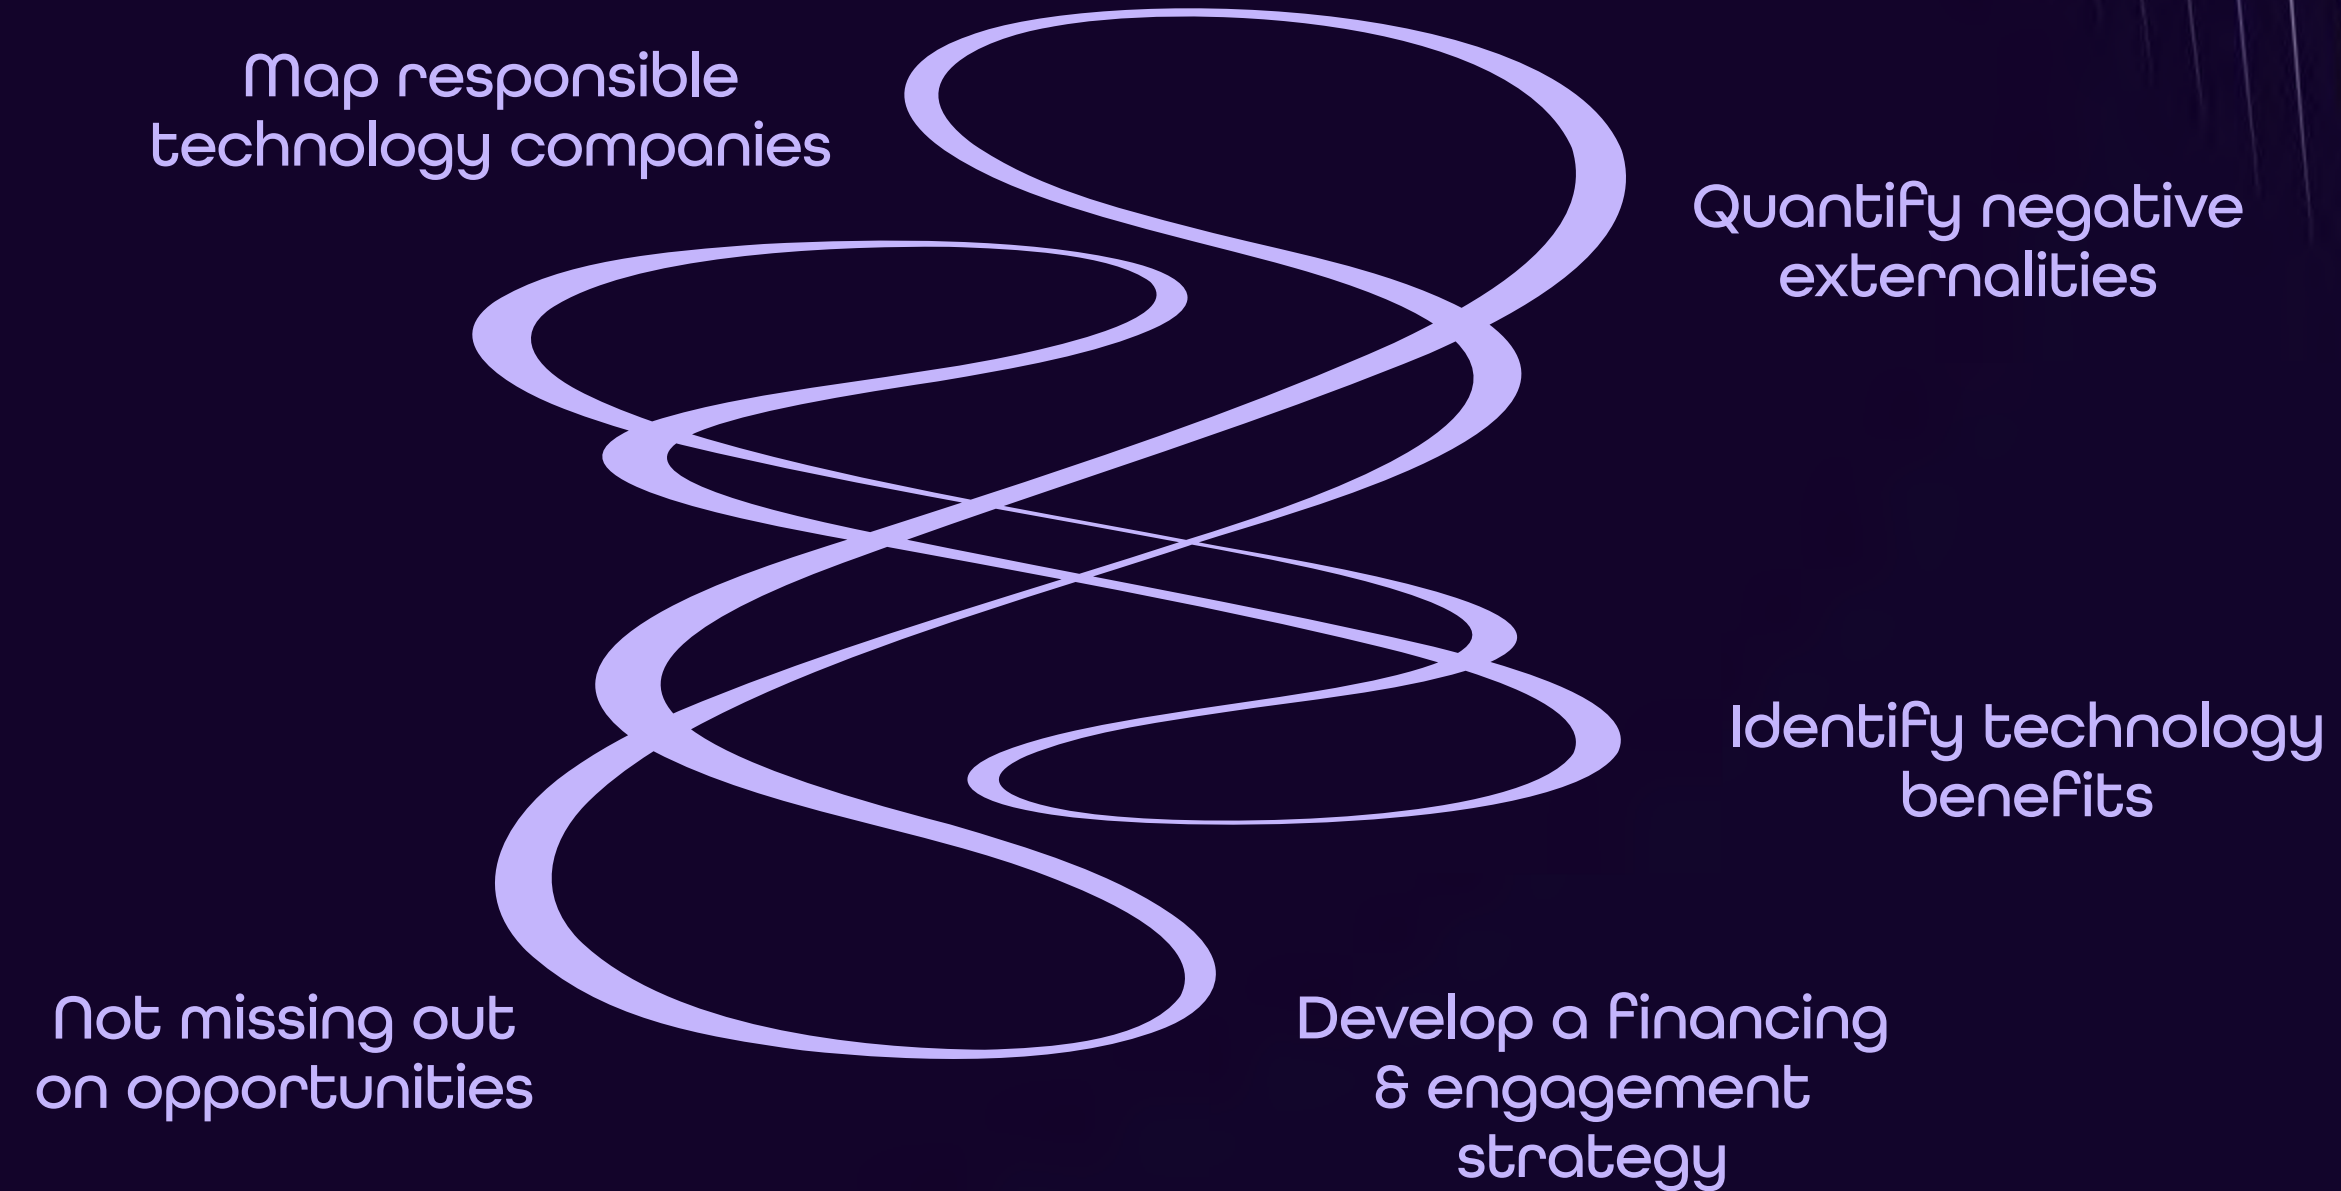 Map responsible
technology companies
Quantify negative
externalities
Identify technology
benefits
Not missing out
on opportunities
Develop a financing
& engagement
strategy